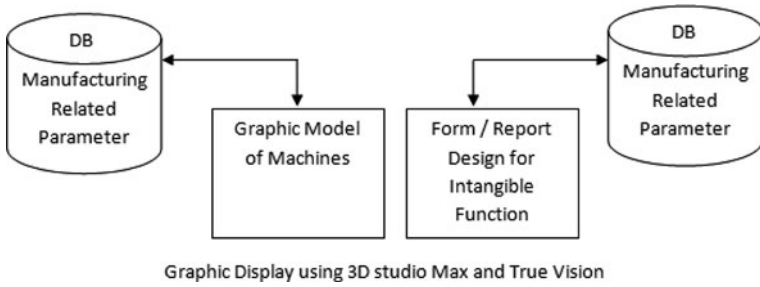 DB
Manufacturing
Related
Parameter
Graphic Model
of Machines
Form / Report
Design for
Intangible
Function
DB
Manufacturing
Related
Parameter
Graphic Display using 3D studio Max and True Vision